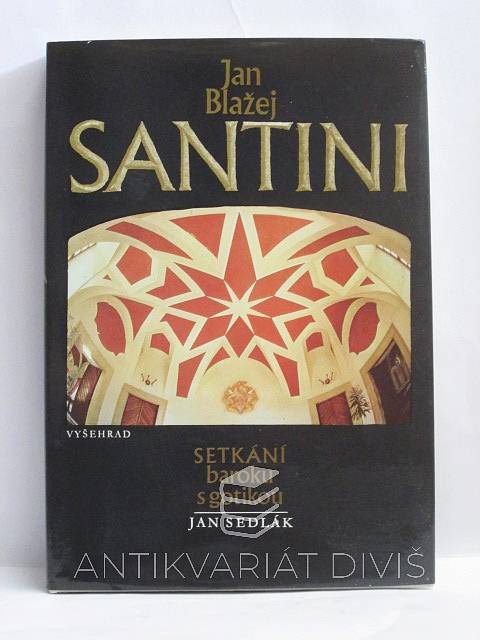 Jan
Blažej
SANTINI
VYŠEHRAD
SETKÁNÍ
baroku
s gotikou
JAN SEDLÁK
ANTIKVARIÁT DIVIŠ